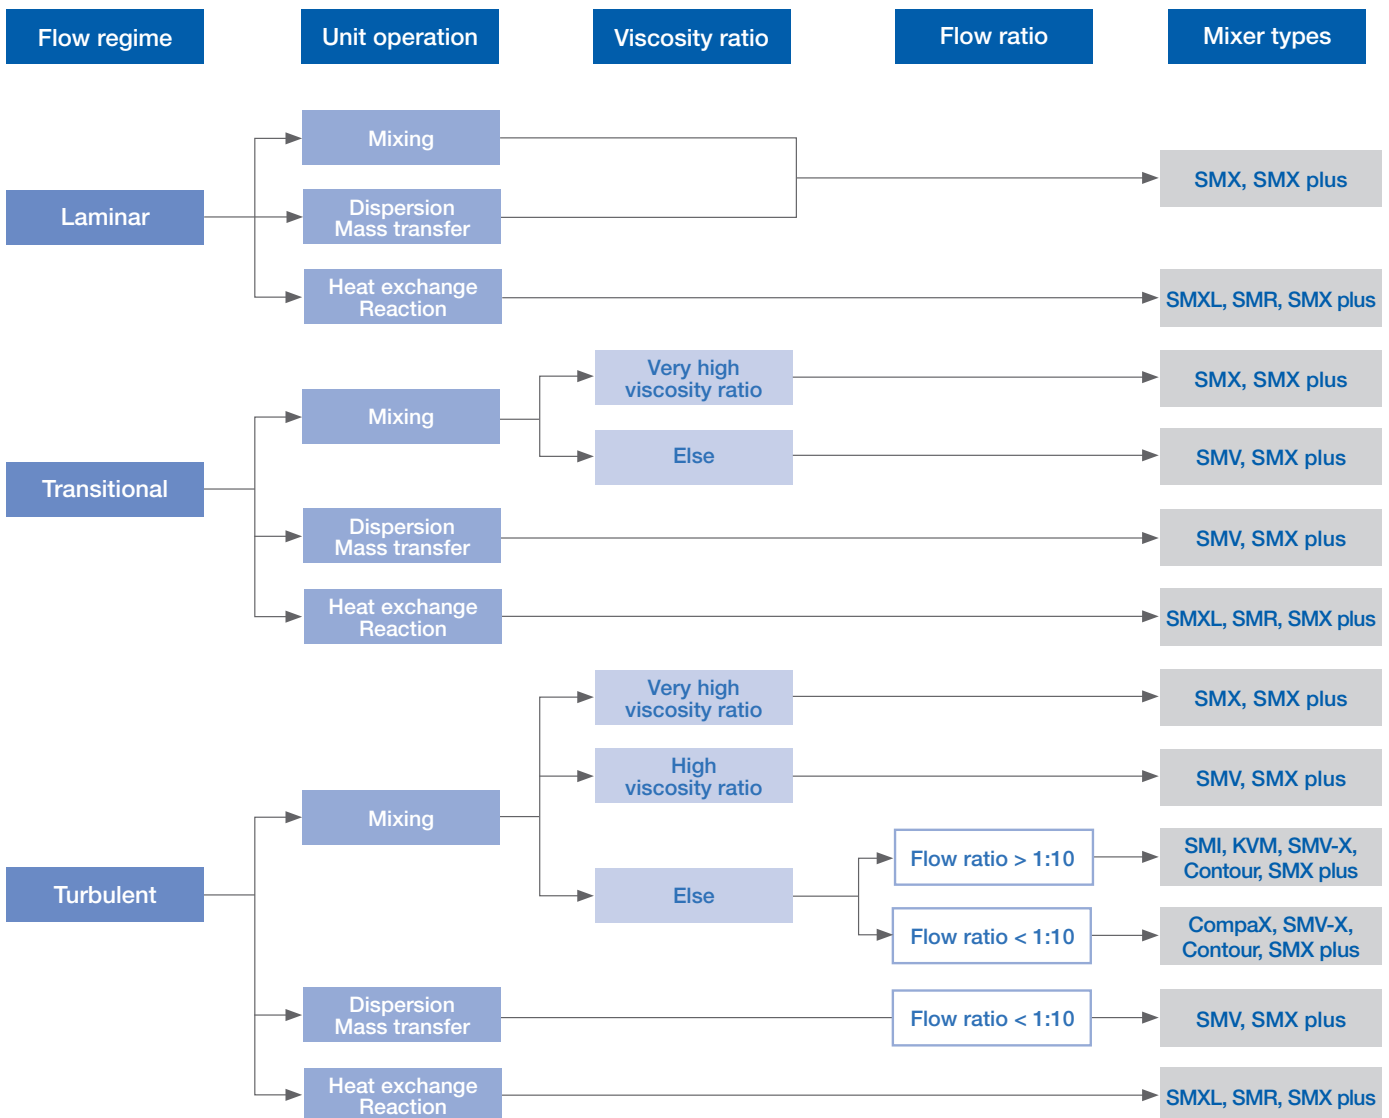 Flow regime
Unit operation
Viscosity ratio
Flow ratio
Mixer types
Laminar
Mixing
SMX, SMX plus
Dispersion
Mass transfer
Heat exchange
Reaction
SMXL, SMR, SMX plus
Transitional
Mixing
Very high
viscosity ratio
SMX, SMX plus
Else
SMV, SMX plus
Dispersion
Mass transfer
SMV, SMX plus
Heat exchange
Reaction
SMXL, SMR, SMX plus
Turbulent
Mixing
Very high
viscosity ratio
SMX, SMX plus
High
viscosity ratio
SMV, SMX plus
Else
Flow ratio > 1:10
SMI, KVM, SMV-X,
Contour, SMX plus
Flow ratio < 1:10
CompaX, SMV-X,
Contour, SMX plus
Dispersion
Mass transfer
Flow ratio < 1:10
SMV, SMX plus
Heat exchange
Reaction
SMXL, SMR, SMX plus